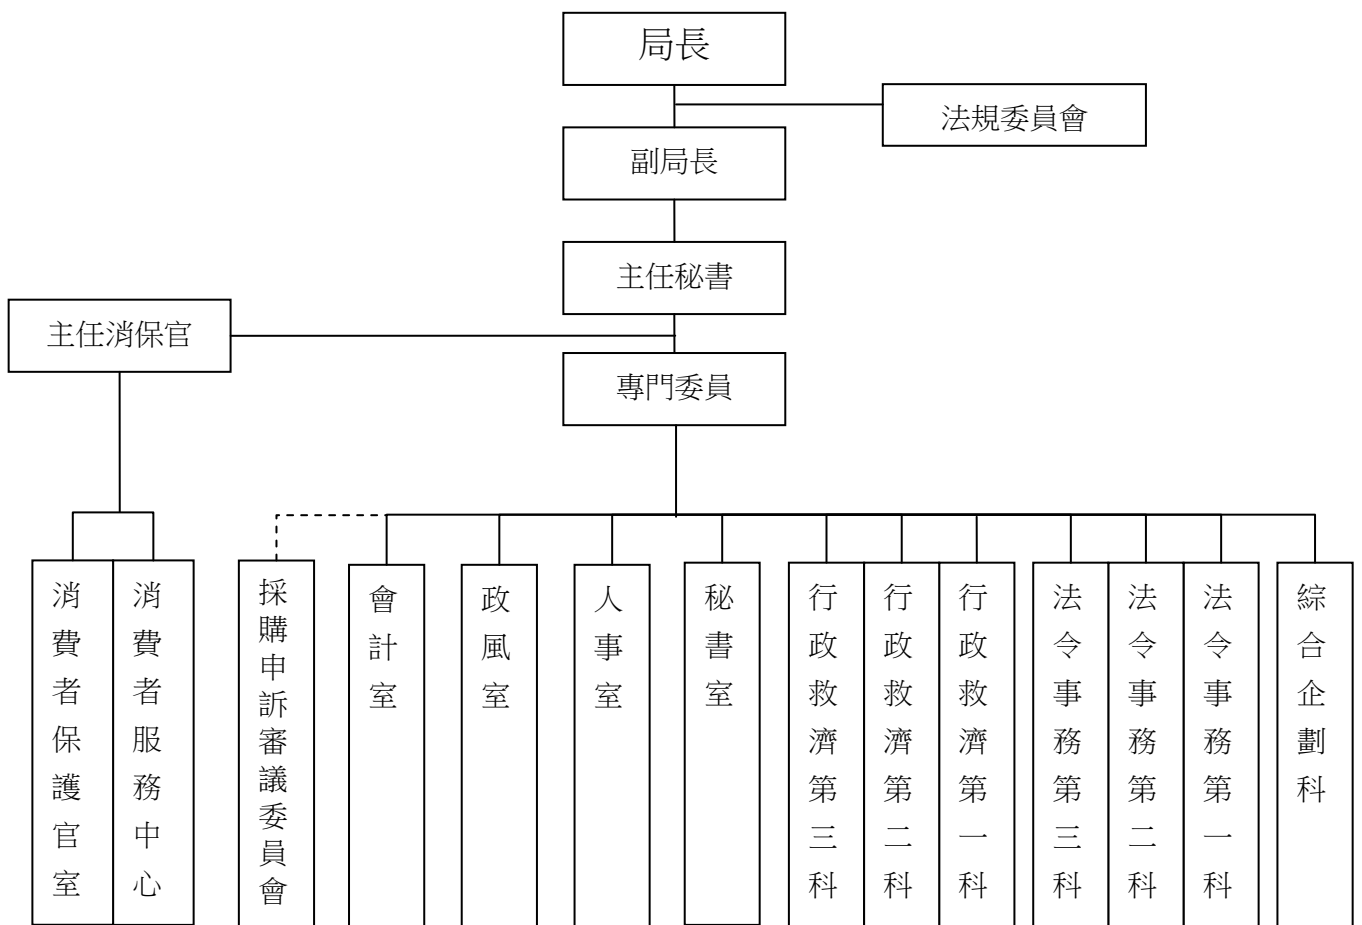 局長
法規委員會
副局長
主任秘書
主任消保官
專門委員
消費者保護官室
消費者服務中心
採購申訴審議委員會
會計室
政風室
人事室
秘書室
行政救濟第三科
行政救濟第二科
行政救濟第一科
法令事務第三科
法令事務第二科
法令事務第一科
綜合企劃科